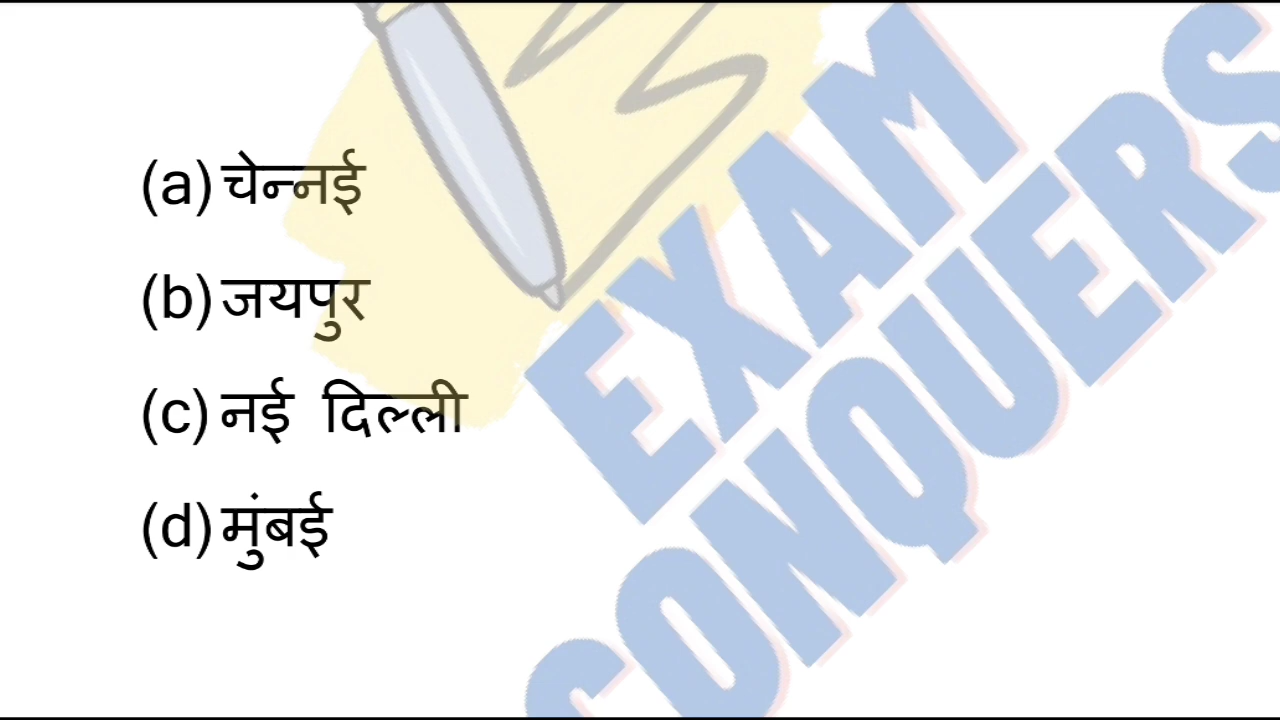 (a) चेन्नई
(b) जयपुर
(c) नई दिल्ली
(d) मुंबई
EXAM
CONQUERS